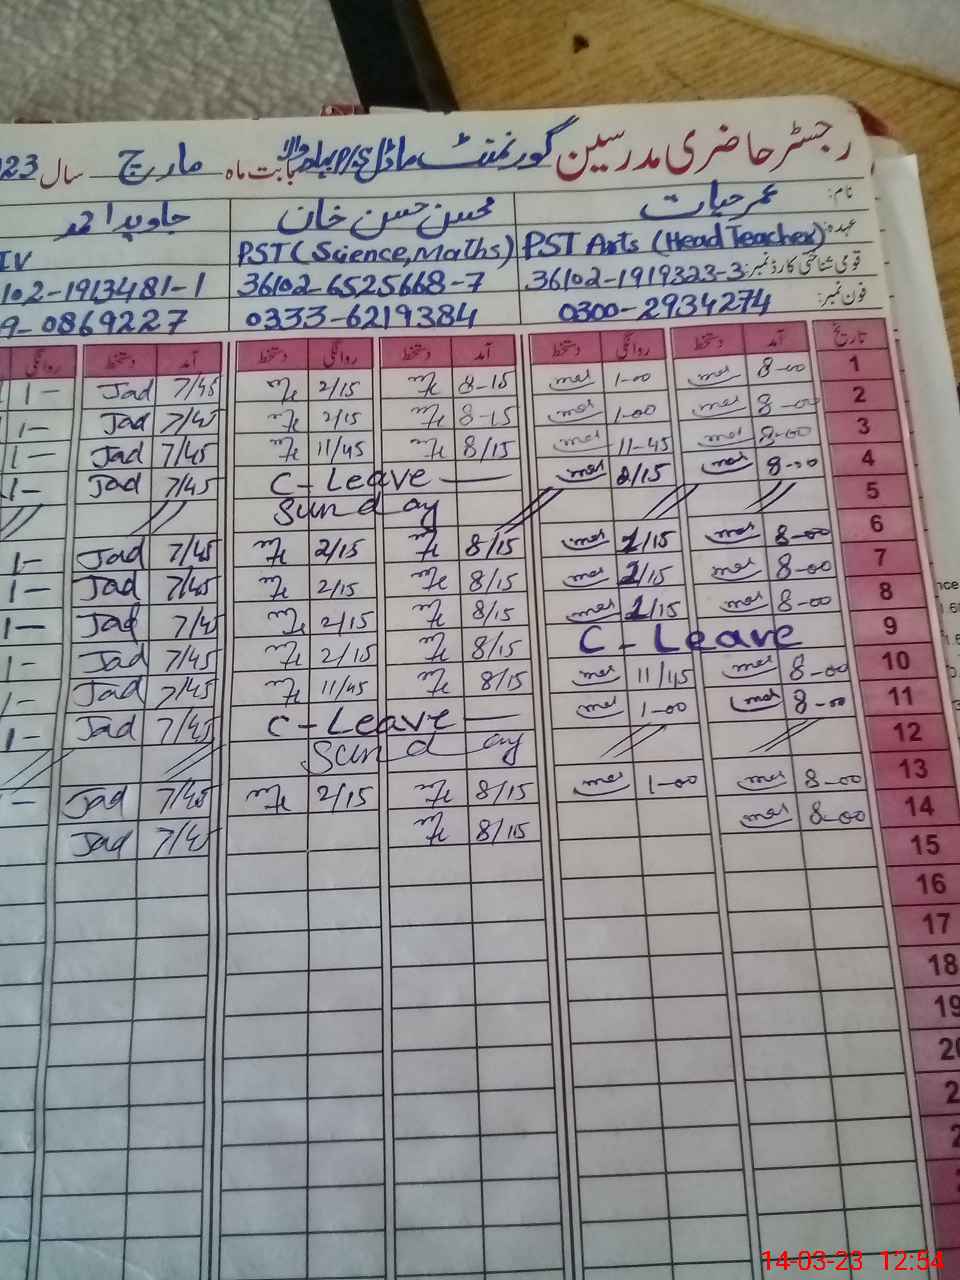 رجسٹر حاضری مدرسین گورنمنٹ ماڈل P/S بابت ماہ مارچ سال 23
نام: عمر حیات محسن حسن خان جاوید احمد
عہدہ: PST Arts (Head Teacher) PST (Science, Maths) IV
قومی شناختی کارڈ نمبر: 36102-1919323-3 36102-6525668-7 102-1913481-1
فون نمبر: 0300-2934274 0333-6219384 9-0869227
تاریخ آمد دستخط روانگی دستخط آمد دستخط روانگی دستخط آمد دستخط روانگی
1 8-00 1-00 8-15 2/15 7/45 Jad 1-
2 8-00 1-00 8-15 2/15 7/45 Jad 1-
3 8-00 11-45 8/15 11/45 7/45 Jad 1-
4 8-00 2/15 C-Leave 7/45 Jad 1-
5 Sunday
6 8-00 1/15 8/15 2/15 7/45 Jad 1-
7 8-00 1/15 8/15 2/15 7/45 Jad 1-
8 8-00 1/15 8/15 2/15 7/45 Jad 1-
9 C-Leave 8/15 2/15 7/45 Jad 1-
10 8-00 11/45 8/15 11/45 7/45 Jad 1-
11 8-00 1-00 C-Leave 7/45 Jad 1-
12 Sunday
13 8-00 1-00 8/15 2/15 7/45 Jad
14 8-00 8/15 7/45 Jad
15
16
17
18
19
20
14-03-23 12:54